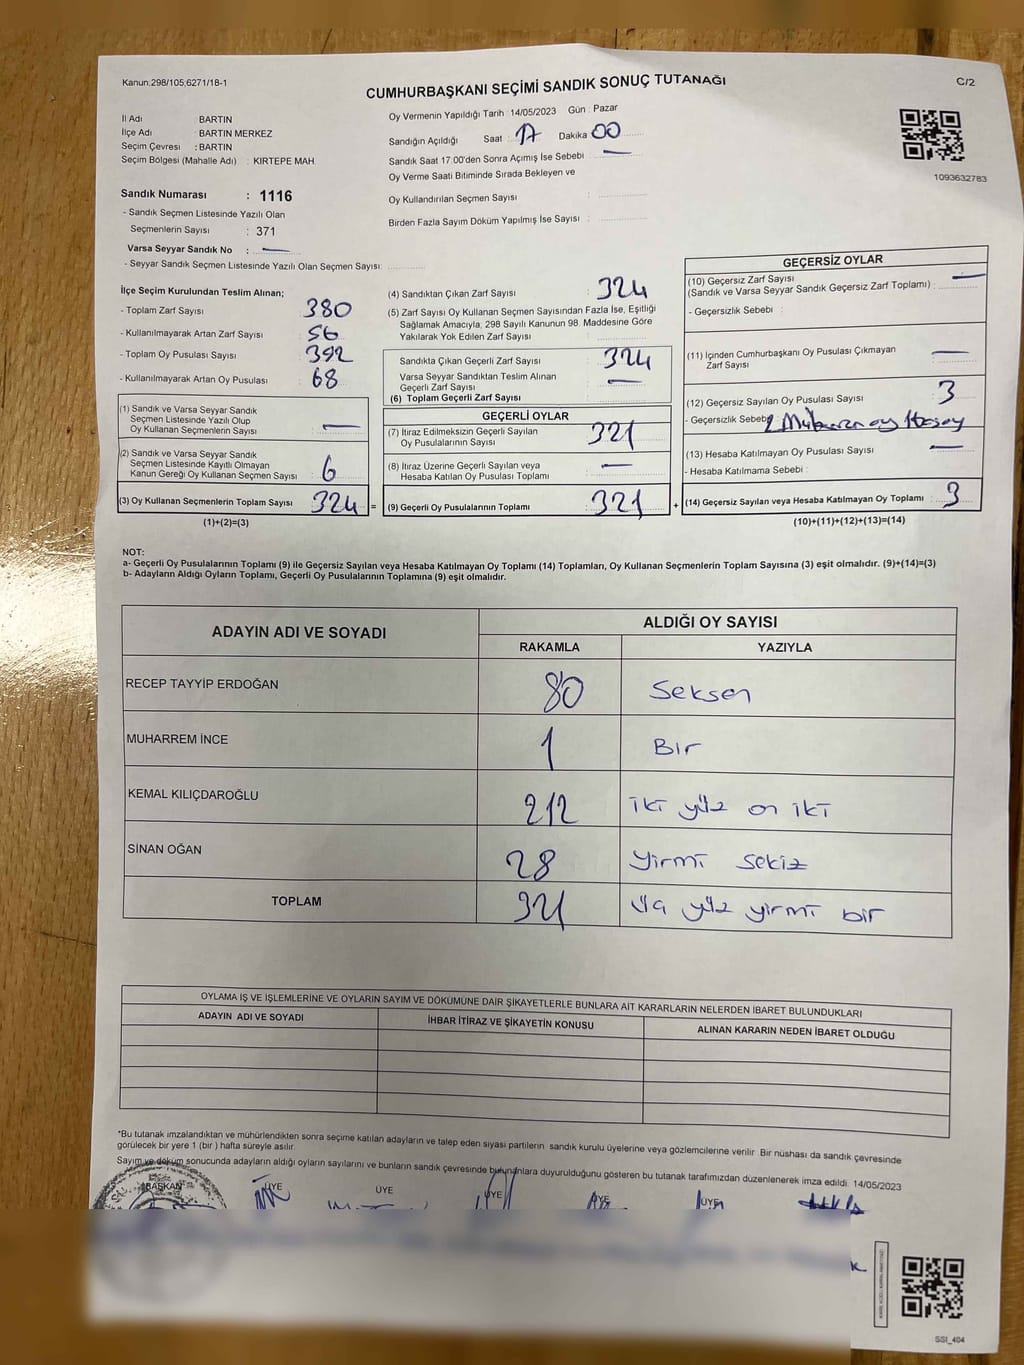 Kanun:298/105;6271/18-1
CUMHURBAŞKANI SEÇİMİ SANDIK SONUÇ TUTANAĞI
C/2
İl Adı BARTIN
İlçe Adı : BARTIN MERKEZ
Seçim Çevresi : BARTIN
Seçim Bölgesi (Mahalle Adı) : KIRTEPE MAH.
Oy Vermenin Yapıldığı Tarih : 14/05/2023 Gün : Pazar
Sandığın Açıldığı Saat : 17 Dakika 00
Sandık Saat 17.00'den Sonra Açımış İse Sebebi : —
Oy Verme Saati Bitiminde Sırada Bekleyen ve
Oy Kullandırılan Seçmen Sayısı :
Birden Fazla Sayım Döküm Yapılmış İse Sayısı :
1093632783
Sandık Numarası : 1116
- Sandık Seçmen Listesinde Yazılı Olan
Seçmenlerin Sayısı : 371
Varsa Seyyar Sandık No : —
- Seyyar Sandık Seçmen Listesinde Yazılı Olan Seçmen Sayısı:
İlçe Seçim Kurulundan Teslim Alınan;
- Toplam Zarf Sayısı : 380
- Kullanılmayarak Artan Zarf Sayısı : 56
- Toplam Oy Pusulası Sayısı : 392
- Kullanılmayarak Artan Oy Pusulası : 68
(1) Sandık ve Varsa Seyyar Sandık
Seçmen Listesinde Yazılı Olup
Oy Kullanan Seçmenlerin Sayısı : —
(2) Sandık ve Varsa Seyyar Sandık
Seçmen Listesinde Kayıtlı Olmayan
Kanun Gereği Oy Kullanan Seçmen Sayısı : 6
(3) Oy Kullanan Seçmenlerin Toplam Sayısı : 324 =
(1)+(2)=(3)
(4) Sandıktan Çıkan Zarf Sayısı : 324
(5) Zarf Sayısı Oy Kullanan Seçmen Sayısından Fazla İse, Eşitliği
Sağlamak Amacıyla, 298 Sayılı Kanunun 98. Maddesine Göre
Yakılarak Yok Edilen Zarf Sayısı :
Sandıkta Çıkan Geçerli Zarf Sayısı : 324
Varsa Seyyar Sandıktan Teslim Alınan
Geçerli Zarf Sayısı : —
(6) Toplam Geçerli Zarf Sayısı :
GEÇERLİ OYLAR
(7) İtiraz Edilmeksizin Geçerli Sayılan
Oy Pusulalarının Sayısı : 321
(8) İtiraz Üzerine Geçerli Sayılan veya
Hesaba Katılan Oy Pusulası Toplamı : —
(9) Geçerli Oy Pusulalarının Toplamı : 321 +
GEÇERSİZ OYLAR
(10) Geçersiz Zarf Sayısı
(Sandık ve Varsa Seyyar Sandık Geçersiz Zarf Toplamı) : —
- Geçersizlik Sebebi :
(11) İçinden Cumhurbaşkanı Oy Pusulası Çıkmayan
Zarf Sayısı : —
(12) Geçersiz Sayılan Oy Pusulası Sayısı : 3
- Geçersizlik Sebebi
(13) Hesaba Katılmayan Oy Pusulası Sayısı : —
- Hesaba Katılmama Sebebi :
(14) Geçersiz Sayılan veya Hesaba Katılmayan Oy Toplamı : 3
(10)+(11)+(12)+(13)=(14)
NOT:
a- Geçerli Oy Pusulalarının Toplamı (9) ile Geçersiz Sayılan veya Hesaba Katılmayan Oy Toplamı (14) Toplamları, Oy Kullanan Seçmenlerin Toplam Sayısına (3) eşit olmalıdır. (9)+(14)=(3)
b- Adayların Aldığı Oyların Toplamı, Geçerli Oy Pusulalarının Toplamına (9) eşit olmalıdır.
ADAYIN ADI VE SOYADI ALDIĞI OY SAYISI
RAKAMLA YAZIYLA
RECEP TAYYİP ERDOĞAN 80 Seksen
MUHARREM İNCE 1 Bir
KEMAL KILIÇDAROĞLU 212 iki yüz on iki
SİNAN OĞAN 28 yirmi sekiz
TOPLAM 321 üç yüz yirmi bir
OYLAMA İŞ VE İŞLEMLERİNE VE OYLARIN SAYIM VE DÖKÜMÜNE DAİR ŞİKAYETLERLE BUNLARA AİT KARARLARIN NELERDEN İBARET BULUNDUKLARI
ADAYIN ADI VE SOYADI İHBAR İTİRAZ VE ŞİKAYETİN KONUSU ALINAN KARARIN NEDEN İBARET OLDUĞU
*Bu tutanak imzalandıktan ve mühürlendikten sonra seçime katılan adayların ve talep eden siyasi partilerin sandık kurulu üyelerine veya gözlemcilerine verilir. Bir nüshası da sandık çevresinde
görülecek bir yere 1 (bir) hafta süreyle asılır.
Sayım ve döküm sonucunda adayların aldığı oyların sayılarını ve bunların sandık çevresinde bulunanlara duyurulduğunu gösteren bu tutanak tarafımızdan düzenlenerek imza edildi. 14/05/2023
BAŞKAN ÜYE ÜYE ÜYE ÜYE ÜYE
SSI_404